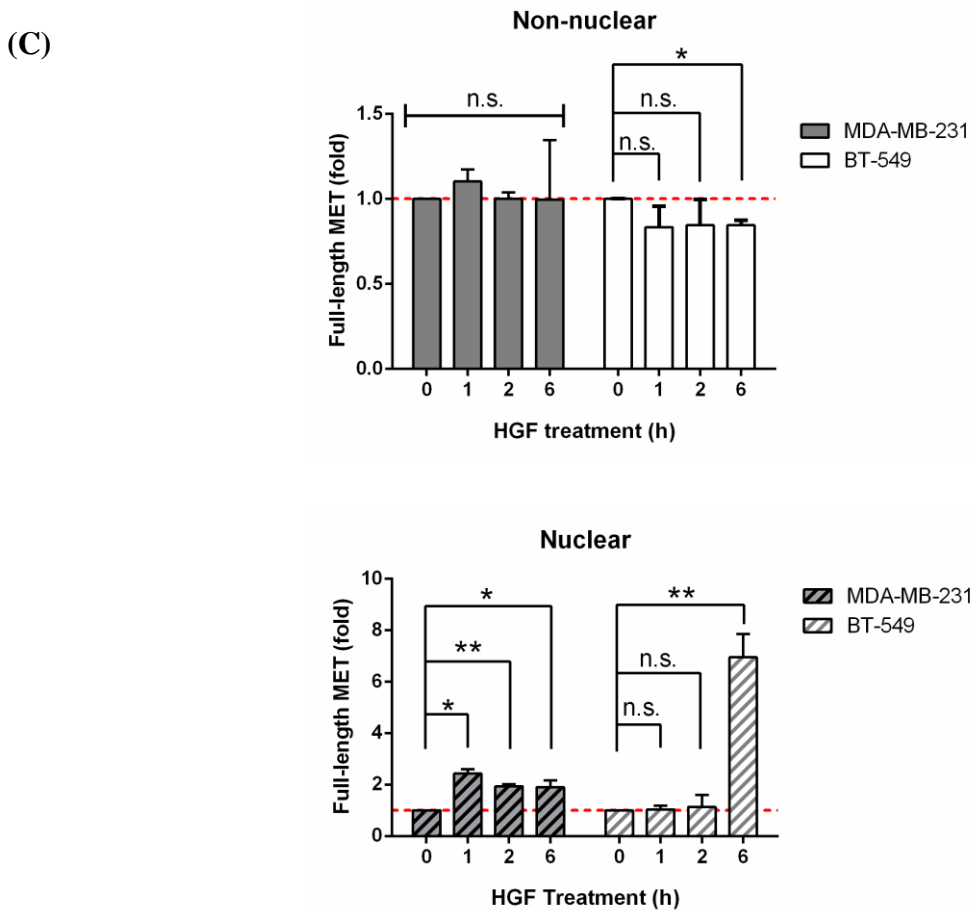 (C)
Non-nuclear
*
n.s.
n.s.
n.s.
MDA-MB-231
BT-549
Full-length MET (fold)
1.5
1.0
0.5
0.0
0 1 2 6 0 1 2 6
HGF treatment (h)
Nuclear
**
*
n.s.
**
n.s.
*
MDA-MB-231
BT-549
Full-length MET (fold)
10
8
6
4
2
0
0 1 2 6 0 1 2 6
HGF Treatment (h)